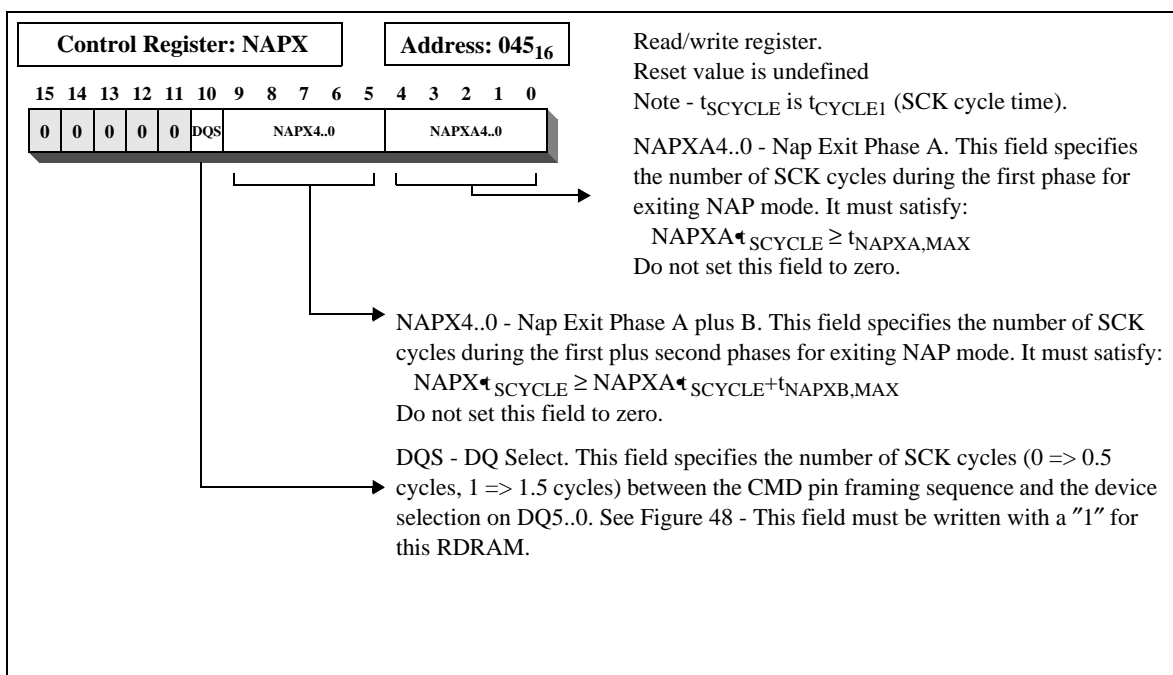 Control Register: NAPX
Address: 045₁₆
15 14 13 12 11 10 9 8 7 6 5 4 3 2 1 0
0 0 0 0 0 DQS NAPX4..0 NAPXA4..0
Read/write register.
Reset value is undefined
Note - tSCYCLE is tCYCLE1 (SCK cycle time).
NAPXA4..0 - Nap Exit Phase A. This field specifies
the number of SCK cycles during the first phase for
exiting NAP mode. It must satisfy:
NAPXA•tSCYCLE ≥ tNAPXA,MAX
Do not set this field to zero.
NAPX4..0 - Nap Exit Phase A plus B. This field specifies the number of SCK
cycles during the first plus second phases for exiting NAP mode. It must satisfy:
NAPX•tSCYCLE ≥ NAPXA•tSCYCLE+tNAPXB,MAX
Do not set this field to zero.
DQS - DQ Select. This field specifies the number of SCK cycles (0 => 0.5
cycles, 1 => 1.5 cycles) between the CMD pin framing sequence and the device
selection on DQ5..0. See Figure 48 - This field must be written with a ″1″ for
this RDRAM.